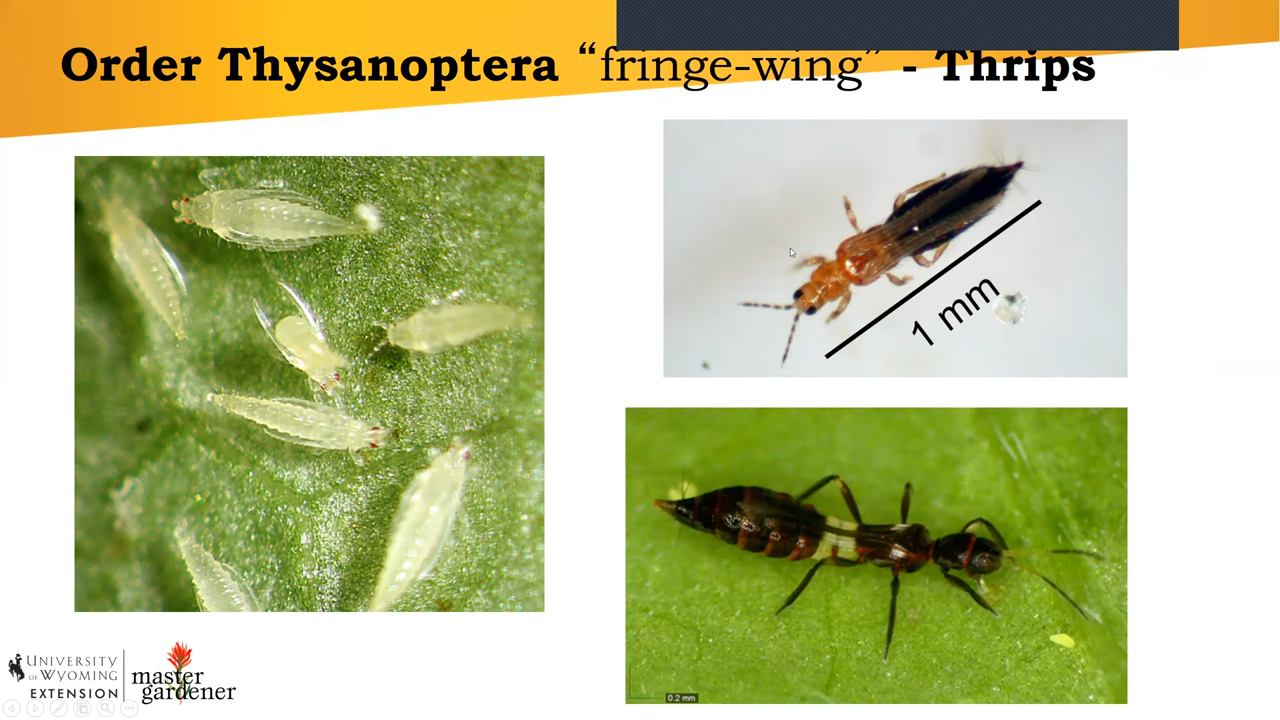 Order Thysanoptera “fringe-wing” - Thrips
1 mm
0.2 mm
UNIVERSITY
OF WYOMING
EXTENSION
master
gardener